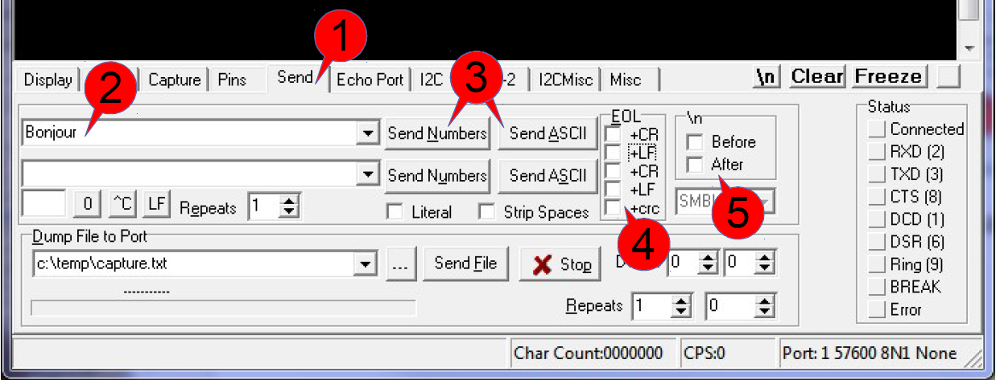 1
Display 2 Capture Pins Send Echo Port I2C 3 -2 I2CMisc Misc \n Clear Freeze
Bonjour Send Numbers Send ASCII
Send Numbers Send ASCII
0 ^C LF Repeats 1 Literal Strip Spaces
EOL
+CR
+LF
+CR
+LF
+crc
4
\n
Before
After
5
SMB
Dump File to Port
c:\temp\capture.txt ... Send File Stop D 0 0
-----------
Repeats 1 0
Status
Connected
RXD (2)
TXD (3)
CTS (8)
DCD (1)
DSR (6)
Ring (9)
BREAK
Error
Char Count:0000000 CPS:0 Port: 1 57600 8N1 None